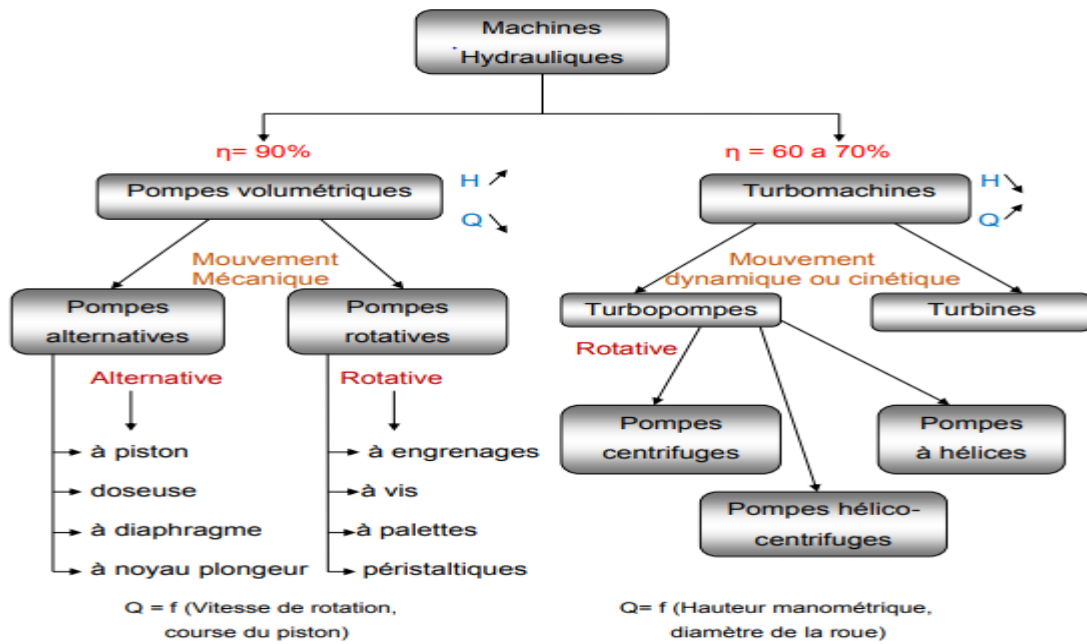 Machines
Hydrauliques
η= 90%
Pompes volumétriques
H
Q
Mouvement
Mécanique
Pompes
alternatives
Alternative
à piston
doseuse
à diaphragme
à noyau plongeur
Pompes
rotatives
Rotative
à engrenages
à vis
à palettes
péristaltiques
Q = f (Vitesse de rotation,
course du piston)
η = 60 a 70%
Turbomachines
H
Q
Mouvement
dynamique ou cinétique
Turbopompes
Turbines
Rotative
Pompes
centrifuges
Pompes
à hélices
Pompes hélico-
centrifuges
Q= f (Hauteur manométrique,
diamètre de la roue)